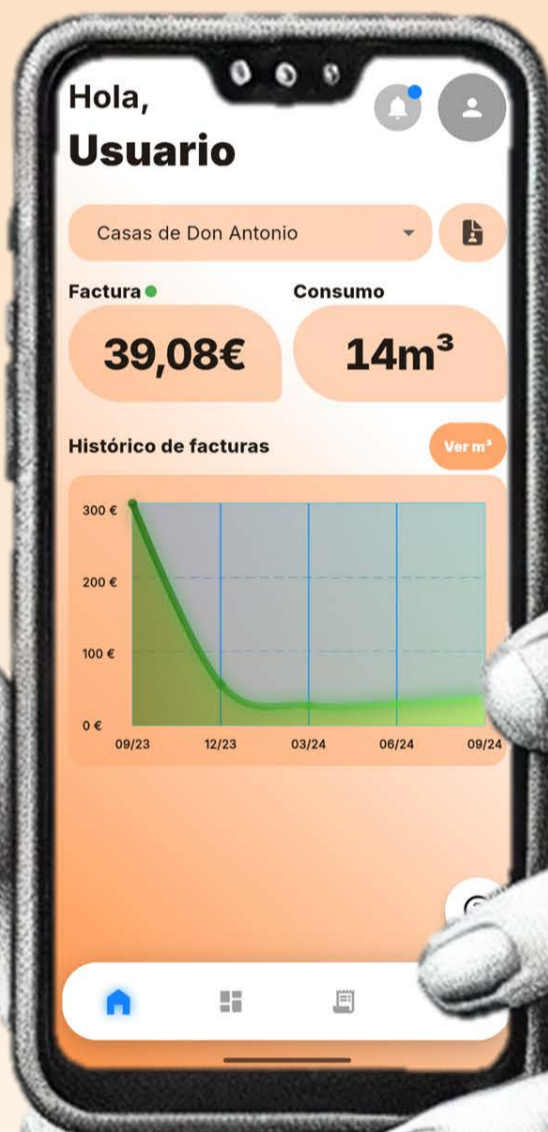 Hola,
Usuario
Casas de Don Antonio
Factura
Consumo
39,08€
14m³
Histórico de facturas
Ver m³
300 €
200 €
100 €
0 €
09/23
12/23
03/24
06/24
09/24